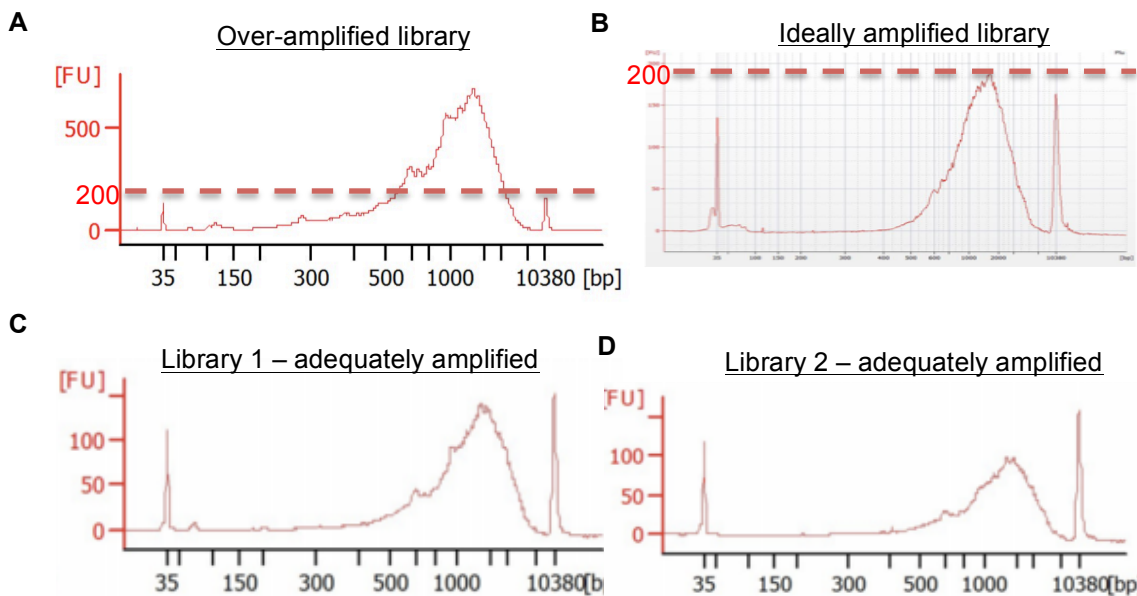 A
Over-amplified library
[FU]
500
200
0
35 150 300 500 1000 10380 [bp]
B
Ideally amplified library
200
C
Library 1 – adequately amplified
[FU]
100
50
0
35 150 300 500 1000 10380 [bp
D
Library 2 – adequately amplified
[FU]
100
50
0
35 150 300 500 1000 10380[bp